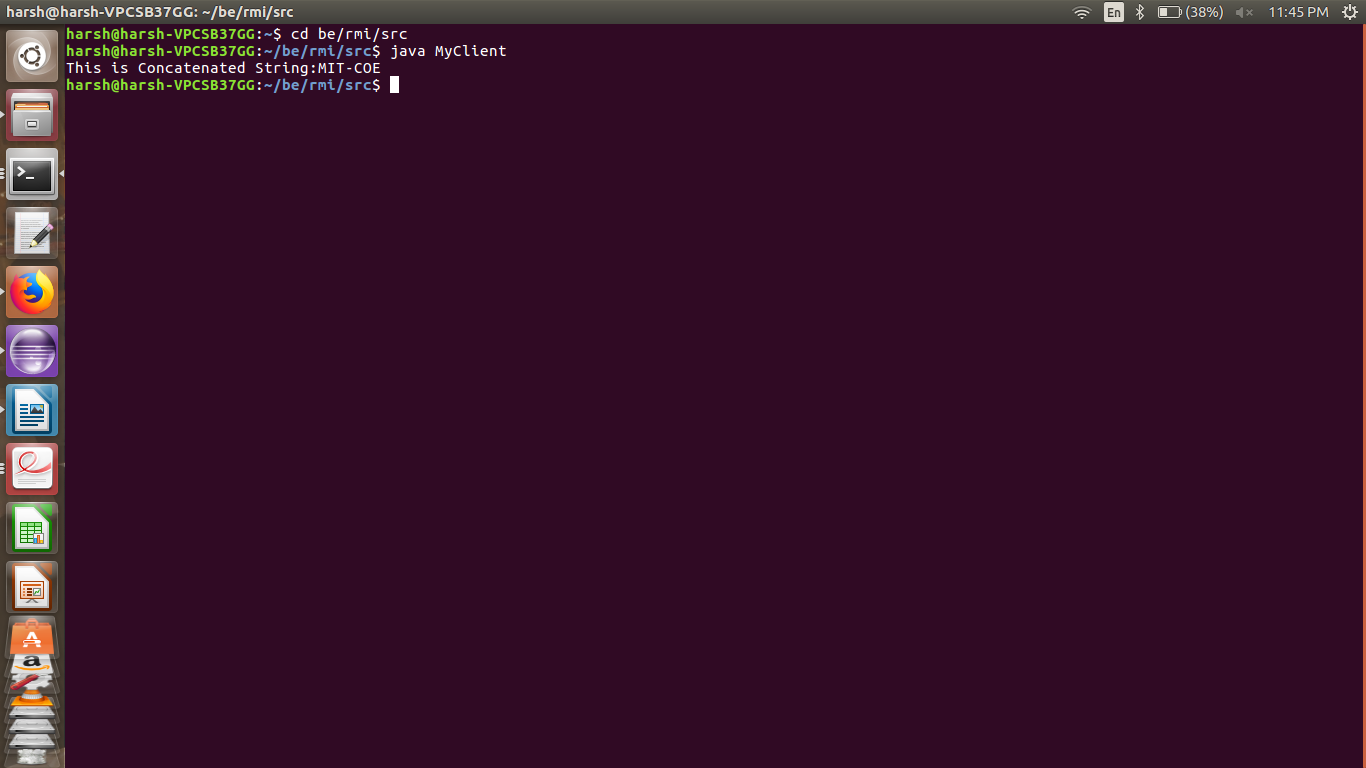 harsh@harsh-VPCSB37GG: ~/be/rmi/src
En
(38%)
11:45 PM
harsh@harsh-VPCSB37GG:~$ cd be/rmi/src
harsh@harsh-VPCSB37GG:~/be/rmi/src$ java MyClient
This is Concatenated String:MIT-COE
harsh@harsh-VPCSB37GG:~/be/rmi/src$